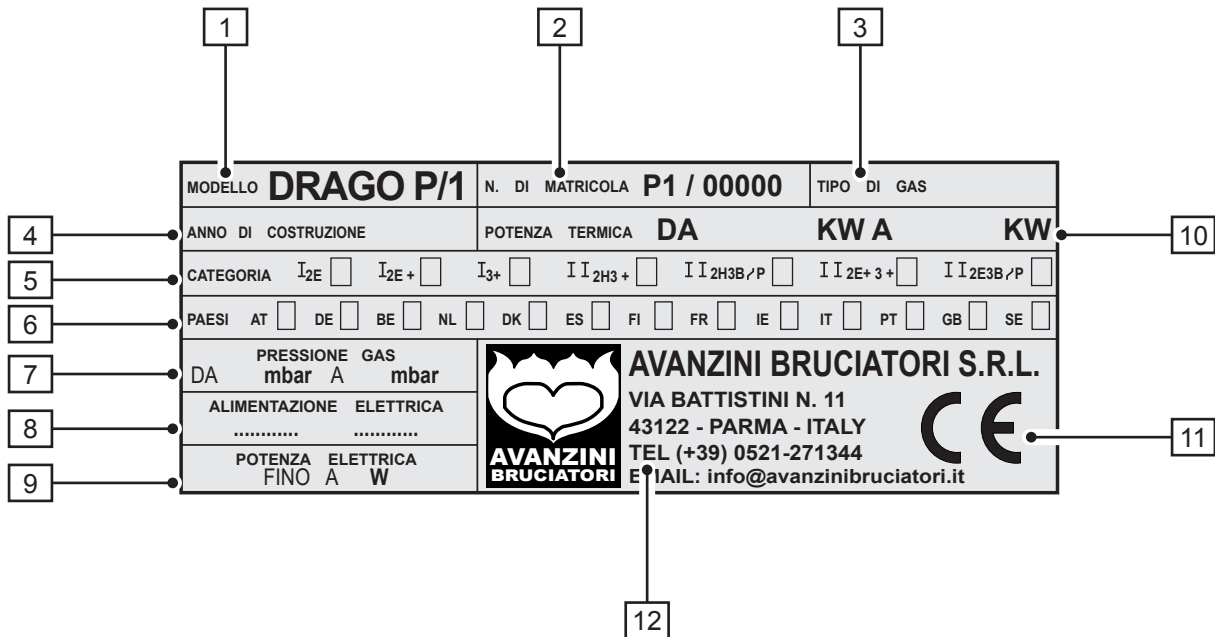 1 2 3
MODELLO DRAGO P/1 N. DI MATRICOLA P1 / 00000 TIPO DI GAS
4 ANNO DI COSTRUZIONE POTENZA TERMICA DA KW A KW 10
5 CATEGORIA I2E I2E + I3+ II2H3 + II2H3B/P II2E+ 3 + II2E3B/P
6 PAESI AT DE BE NL DK ES FI FR IE IT PT GB SE
7 PRESSIONE GAS
DA mbar A mbar
8 ALIMENTAZIONE ELETTRICA
............ ............
9 POTENZA ELETTRICA
FINO A W
AVANZINI
BRUCIATORI
AVANZINI BRUCIATORI S.R.L.
VIA BATTISTINI N. 11
43122 - PARMA - ITALY
TEL (+39) 0521-271344
EMAIL: info@avanzinibruciatori.it
CE 11
12